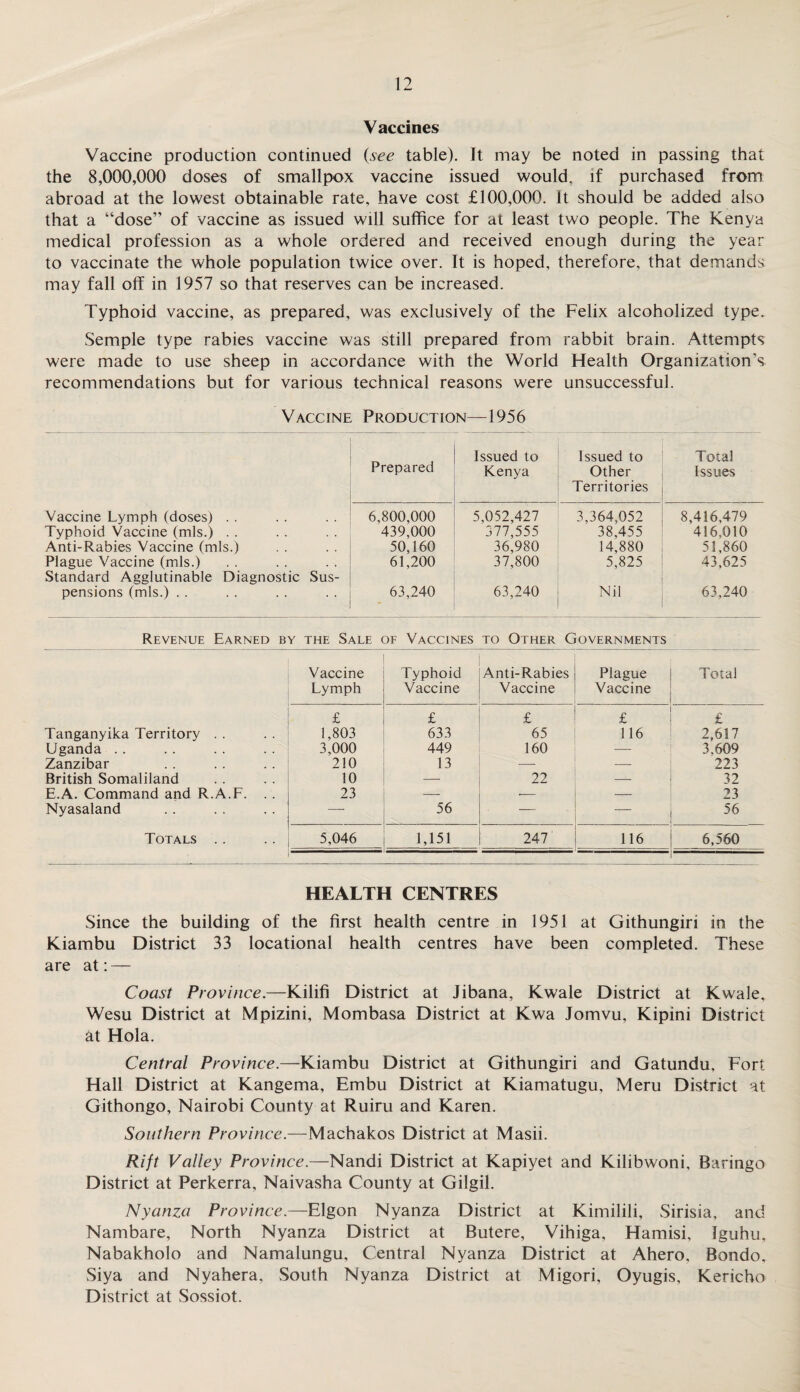 12
Vaccines
Vaccine production continued (see table). It may be noted in passing that
the 8,000,000 doses of smallpox vaccine issued would, if purchased from
abroad at the lowest obtainable rate, have cost £100,000. It should be added also
that a “dose” of vaccine as issued will suffice for at least two people. The Kenya
medical profession as a whole ordered and received enough during the year
to vaccinate the whole population twice over. It is hoped, therefore, that demands
may fall off in 1957 so that reserves can be increased.
Typhoid vaccine, as prepared, was exclusively of the Felix alcoholized type.
Semple type rabies vaccine was still prepared from rabbit brain. Attempts
were made to use sheep in accordance with the World Health Organization's
recommendations but for various technical reasons were unsuccessful.
Vaccine Production—1956
Prepared | Issued to Kenya | Issued to Other Territories | Total Issues
Vaccine Lymph (doses) . . . . . . 6,800,000 5,052,427 3,364,052 8,416,479
Typhoid Vaccine (mls.) . . . . . . 439,000 377,555 38,455 416,010
Anti-Rabies Vaccine (mls.) . . . . 50,160 36,980 14,880 51,860
Plague Vaccine (mls.) . . . . . . 61,200 37,800 5,825 43,625
Standard Agglutinable Diagnostic Sus-
pensions (mls.) . . . . . . . . 63,240 63,240 Nil 63,240
Revenue Earned by the Sale of Vaccines to Other Governments
Vaccine Lymph | Typhoid Vaccine | Anti-Rabies Vaccine | Plague Vaccine | Total
£ £ £ £ £
Tanganyika Territory . . . . 1,803 633 65 116 2,617
Uganda . . . . . . . . 3,000 449 160 — 3,609
Zanzibar . . . . . . 210 13 — — 223
British Somaliland . . . . 10 — 22 — 32
E.A. Command and R.A.F. . . 23 — — — 23
Nyasaland . . . . . . — 56 — — 56
Totals . . . . 5,046 1,151 247 116 6,560
HEALTH CENTRES
Since the building of the first health centre in 1951 at Githungiri in the
Kiambu District 33 locational health centres have been completed. These
are at:—
Coast Province.—Kilifi District at Jibana, Kwale District at Kwale,
Wesu District at Mpizini, Mombasa District at Kwa Jomvu, Kipini District
at Hola.
Central Province.—Kiambu District at Githungiri and Gatundu, Fort
Hall District at Kangema, Embu District at Kiamatugu, Meru District at
Githongo, Nairobi County at Ruiru and Karen.
Southern Province.—Machakos District at Masii.
Rift Valley Province.—Nandi District at Kapiyet and Kilibwoni, Baringo
District at Perkerra, Naivasha County at Gilgil.
Nyanza Province.—Elgon Nyanza District at Kimilili, Sirisia, and
Nambare, North Nyanza District at Butere, Vihiga, Hamisi, Iguhu,
Nabakholo and Namalungu, Central Nyanza District at Ahero, Bondo,
Siya and Nyahera, South Nyanza District at Migori, Oyugis, Kericho
District at Sossiot.